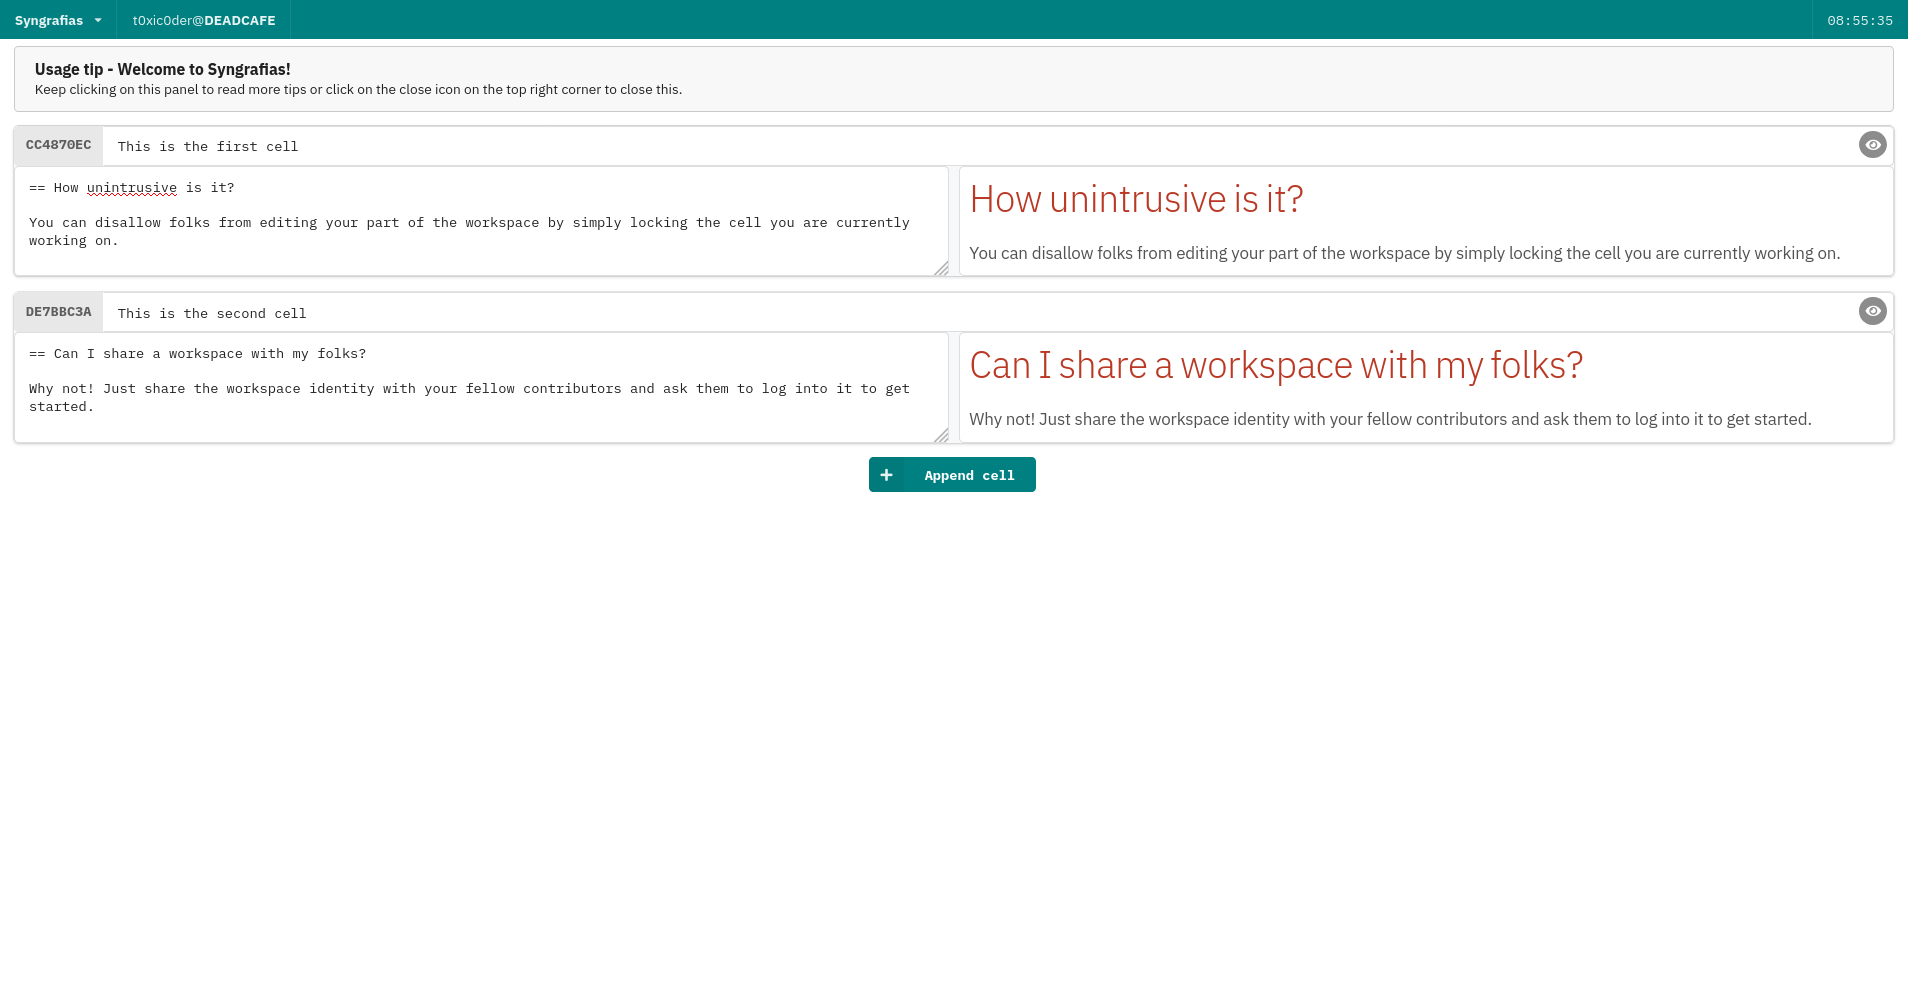 Syngrafias
t0xic0der@DEADCAFE
08:55:35
Usage tip - Welcome to Syngrafias!
Keep clicking on this panel to read more tips or click on the close icon on the top right corner to close this.
CC4870EC
This is the first cell
== How unintrusive is it?
You can disallow folks from editing your part of the workspace by simply locking the cell you are currently
working on.
How unintrusive is it?
You can disallow folks from editing your part of the workspace by simply locking the cell you are currently working on.
DE7BBC3A
This is the second cell
== Can I share a workspace with my folks?
Why not! Just share the workspace identity with your fellow contributors and ask them to log into it to get
started.
Can I share a workspace with my folks?
Why not! Just share the workspace identity with your fellow contributors and ask them to log into it to get started.
Append cell